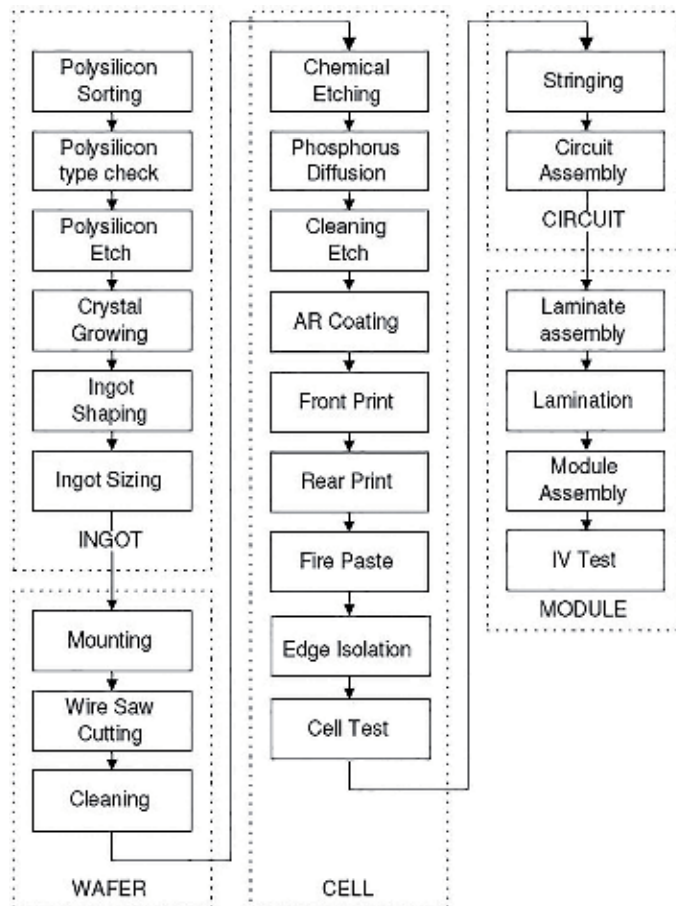 Polysilicon
Sorting
Polysilicon
type check
Polysilicon
Etch
Crystal
Growing
Ingot
Shaping
Ingot Sizing
INGOT
Mounting
Wire Saw
Cutting
Cleaning
WAFER
Chemical
Etching
Phosphorus
Diffusion
Cleaning
Etch
AR Coating
Front Print
Rear Print
Fire Paste
Edge Isolation
Cell Test
CELL
Stringing
Circuit
Assembly
CIRCUIT
Laminate
assembly
Lamination
Module
Assembly
IV Test
MODULE